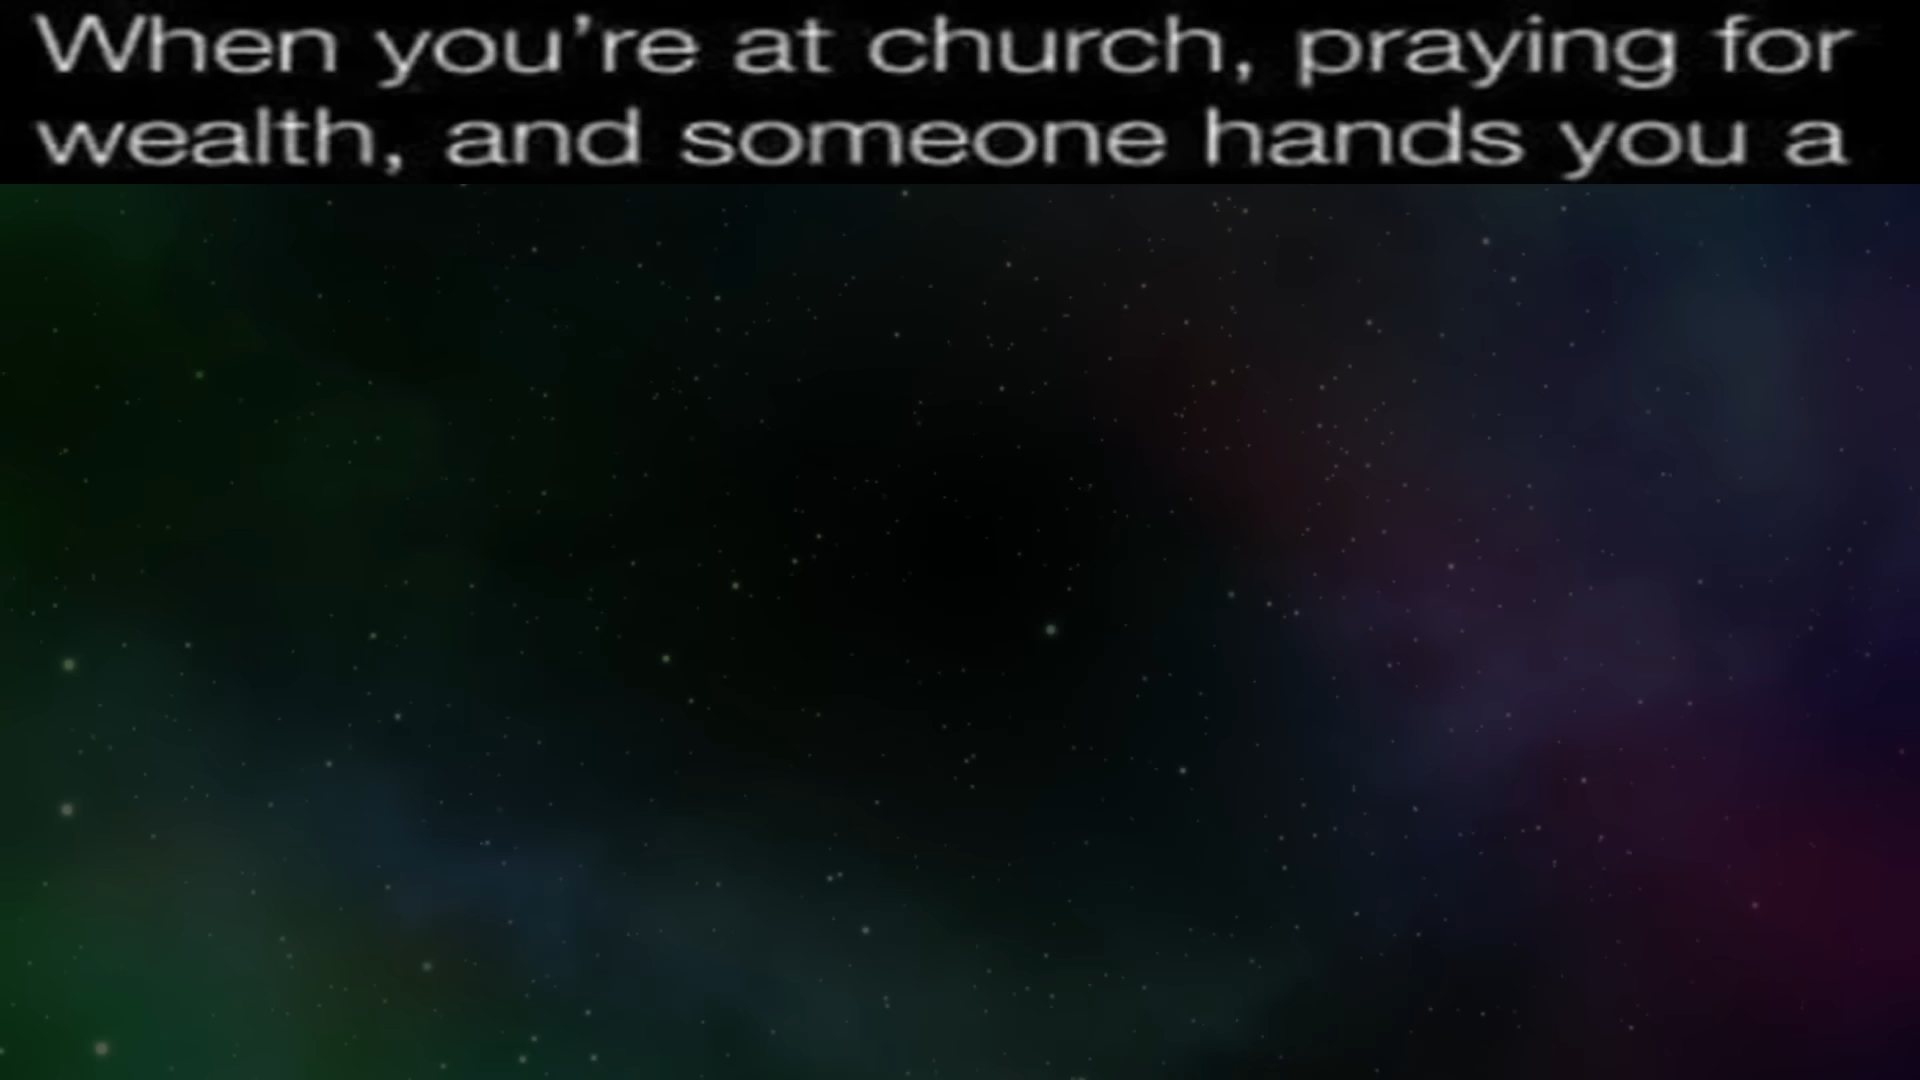 When you’re at church, praying for
wealth, and someone hands you a